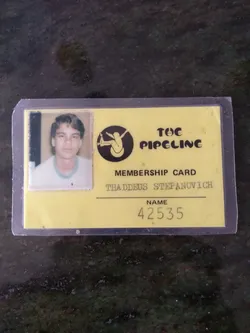 THE
PIPELINE
MEMBERSHIP CARD
THADDEUS STEPANOVICH
NAME
42535